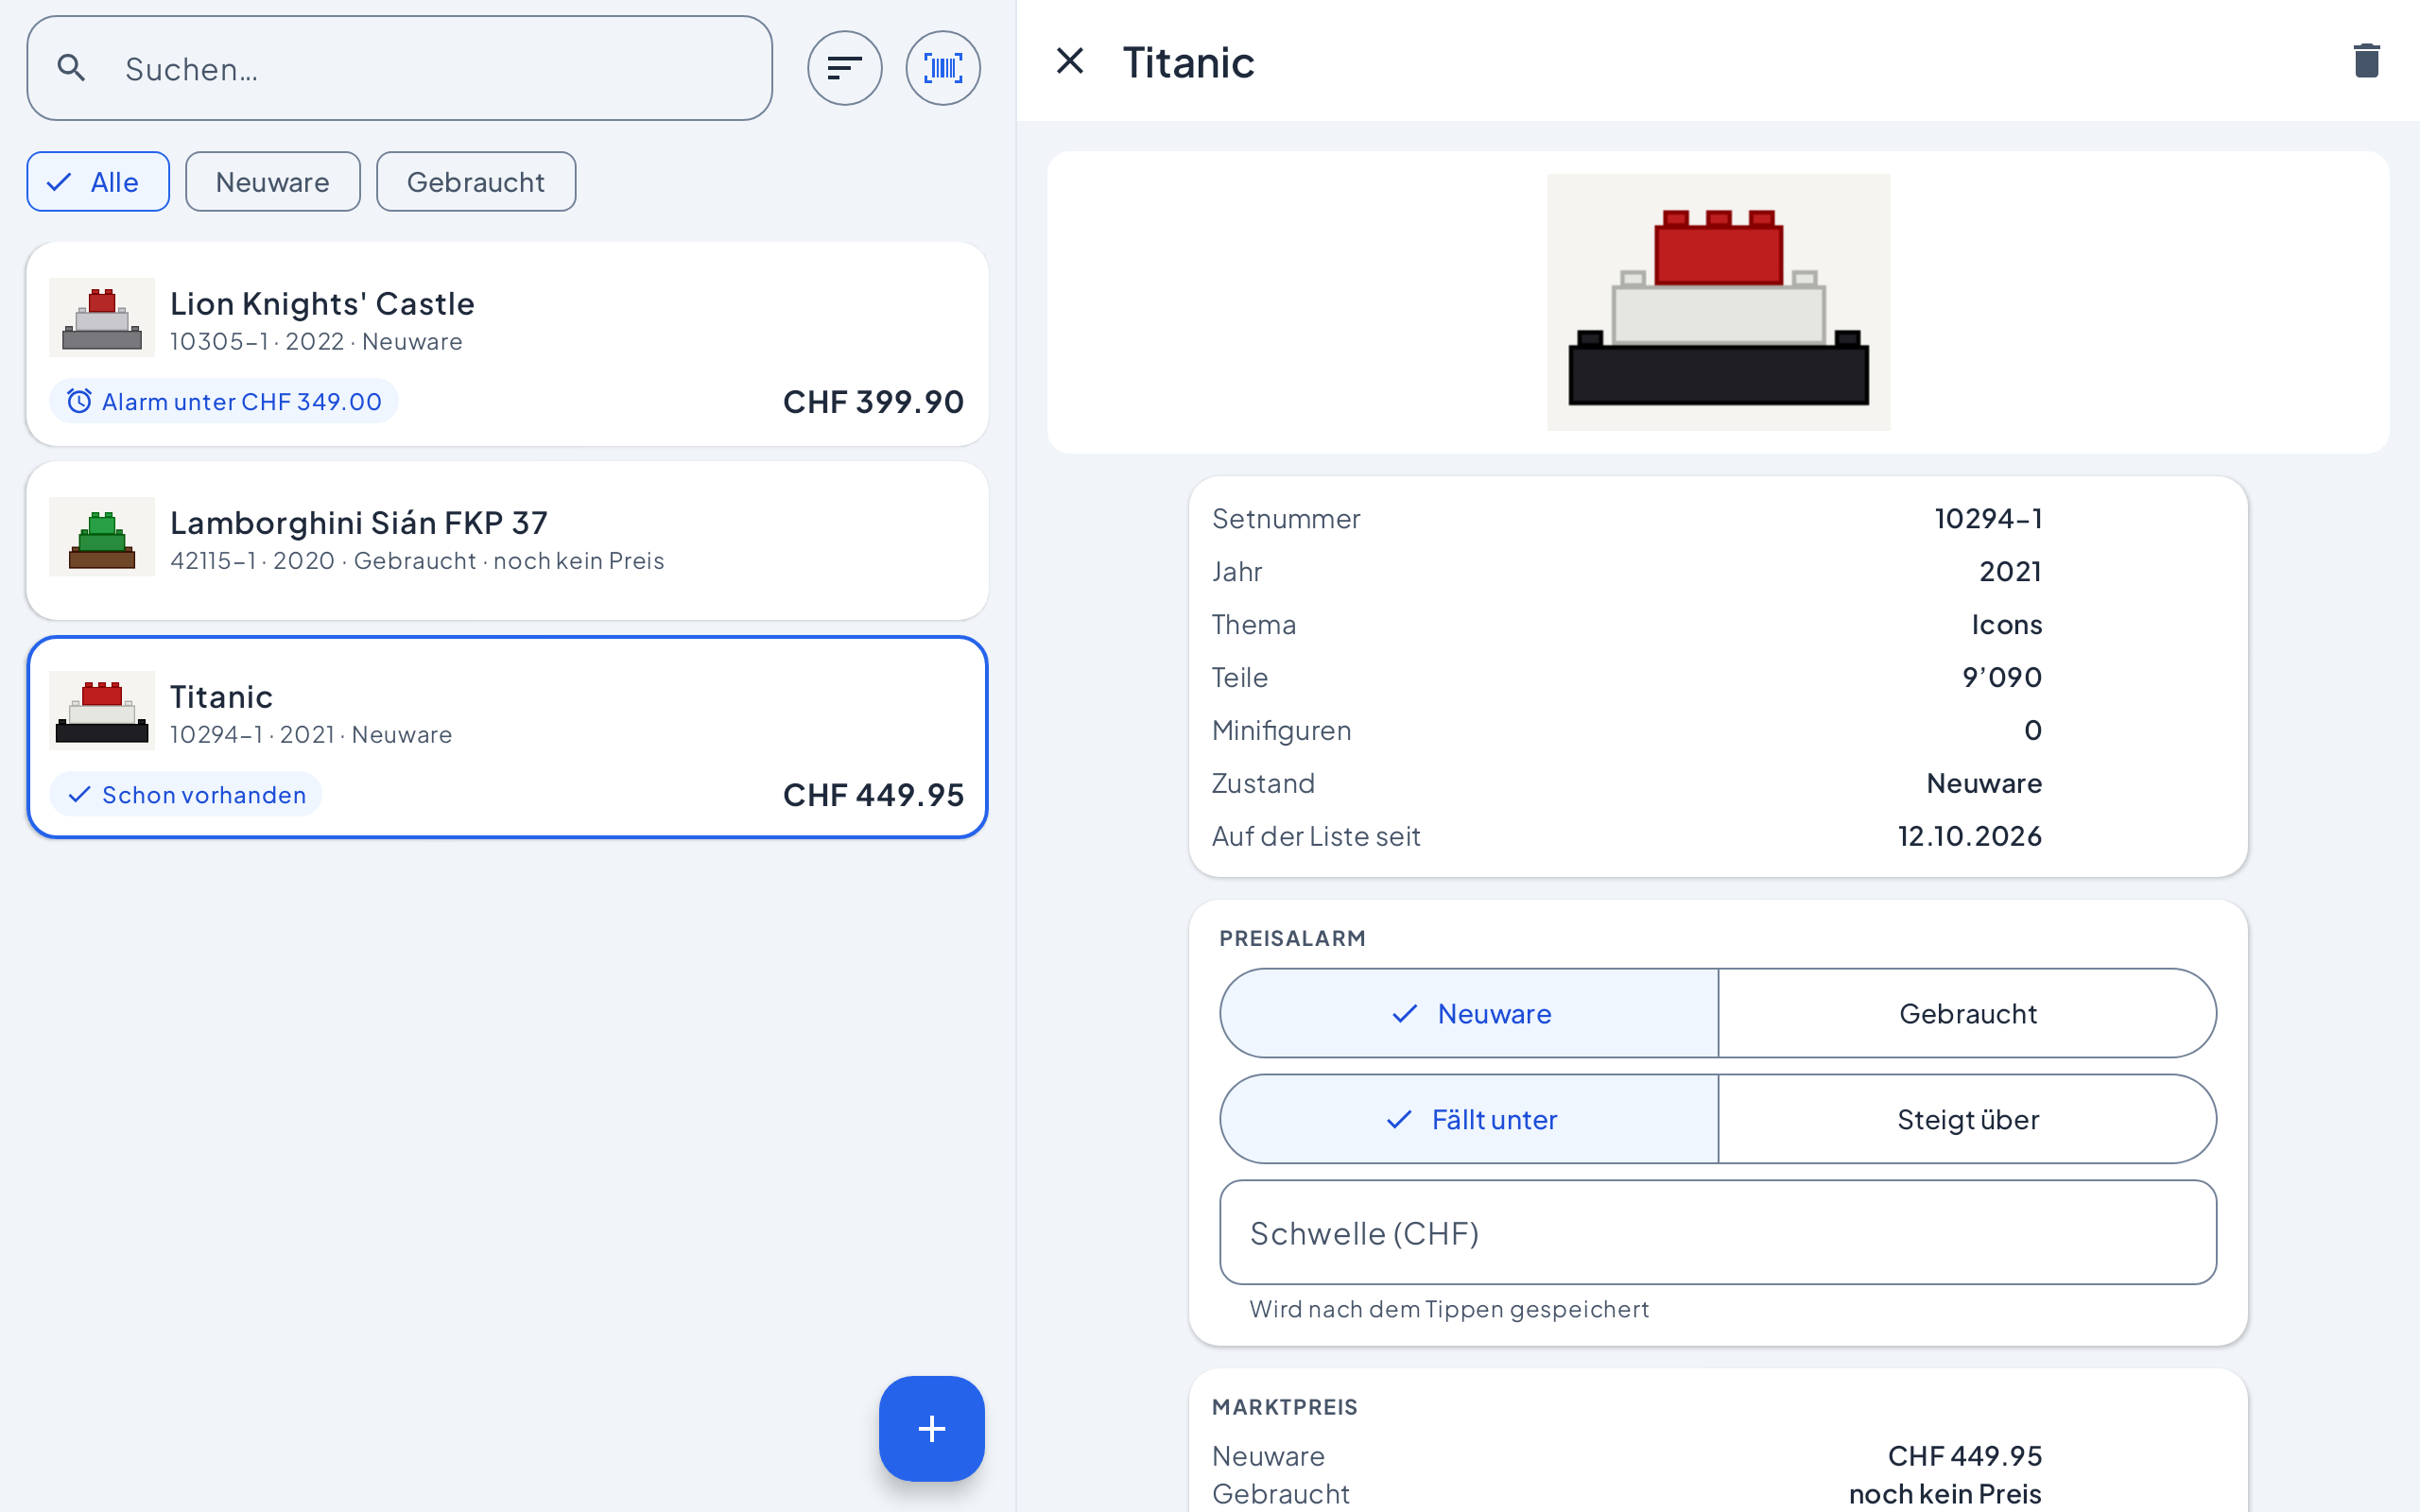 Suchen…
Alle
Neuware
Gebraucht
Lion Knights' Castle
10305-1 · 2022 · Neuware
Alarm unter CHF 349.00
CHF 399.90
Lamborghini Sián FKP 37
42115-1 · 2020 · Gebraucht · noch kein Preis
Titanic
10294-1 · 2021 · Neuware
Schon vorhanden
CHF 449.95
Titanic
Setnummer 10294-1
Jahr 2021
Thema Icons
Teile 9’090
Minifiguren 0
Zustand Neuware
Auf der Liste seit 12.10.2026
PREISALARM
Neuware
Gebraucht
Fällt unter
Steigt über
Schwelle (CHF)
Wird nach dem Tippen gespeichert
MARKTPREIS
Neuware CHF 449.95
Gebraucht noch kein Preis